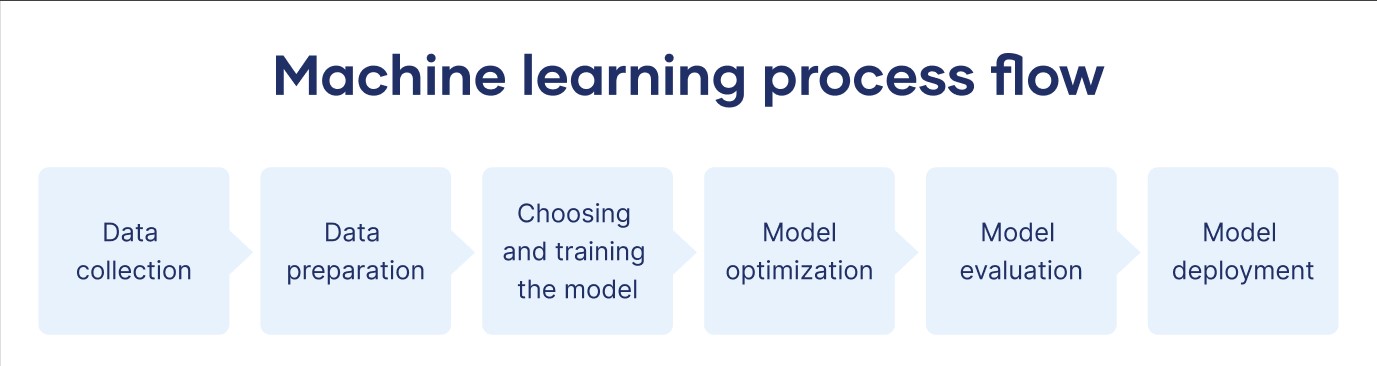 Machine learning process flow
Data
collection
Data
preparation
Choosing
and training
the model
Model
optimization
Model
evaluation
Model
deployment